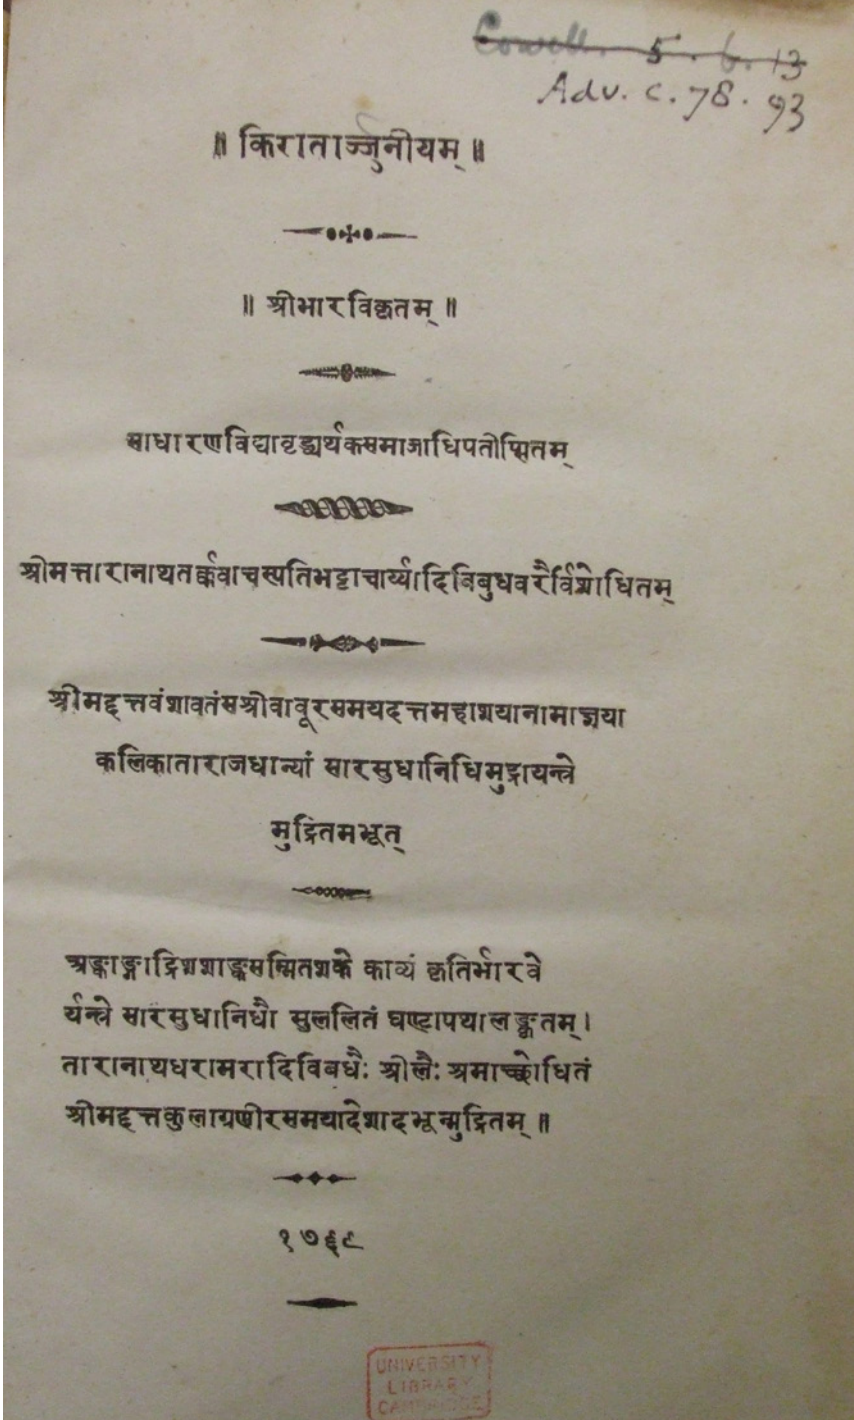 Cowell. 5. 6. 13
Adv. c. 78. 93
॥ किरातार्ज्जुनीयम् ॥
॥ श्रीभारविकृतम् ॥
साधारणविद्यावृद्ध्यर्थकसमाजाधिपतीप्सितम्
श्रीमत्तारानाथतर्क्कवाचस्पतिभट्टाचार्य्यादिविबुधवरैर्विशोधितम्
श्रीमद्दत्तवंशावतंसश्रीवावूरसमयदत्तमहाशयानामाज्ञया
कलिकाताराजधान्यां सारसुधानिधिमुद्रायन्त्रे
मुद्रितमभूत्
अङ्काङ्गाद्रिशशाङ्कसम्मितशके काव्यं कृतिर्भारवे
र्यन्त्रे सारसुधानिधौ सुललितं घण्टापथालङ्कृतम्।
तारानाथधरामरादिविबधैः श्रीलैः श्रमाच्छोधितं
श्रीमद्दत्तकुलाग्रणीरसमयादेशादभून्मुद्रितम् ॥
१७६९
UNIVERSITY
LIBRARY
CAMBRIDGE